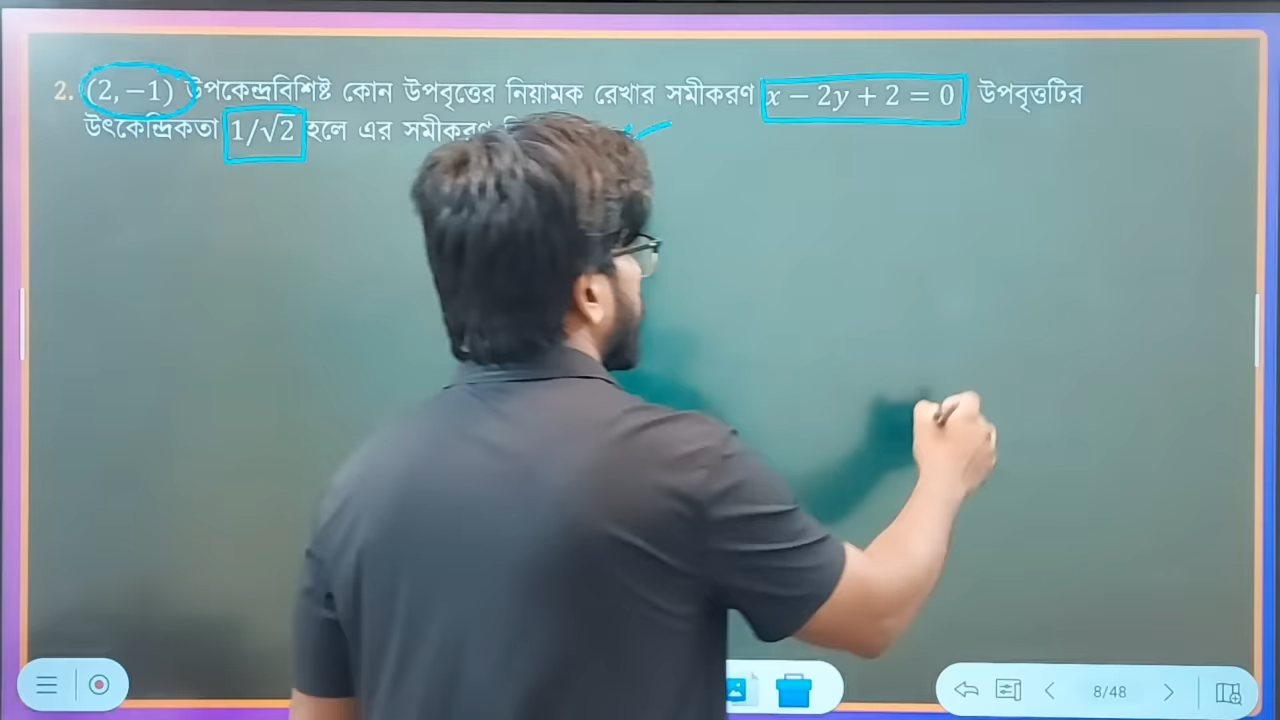 2. (2, −1) উপকেন্দ্রবিশিষ্ট কোন উপবৃত্তের নিয়ামক রেখার সমীকরণ x − 2y + 2 = 0 উপবৃত্তটির
উৎকেন্দ্রিকতা 1/√2 হলে এর সমীকরণ
8/48